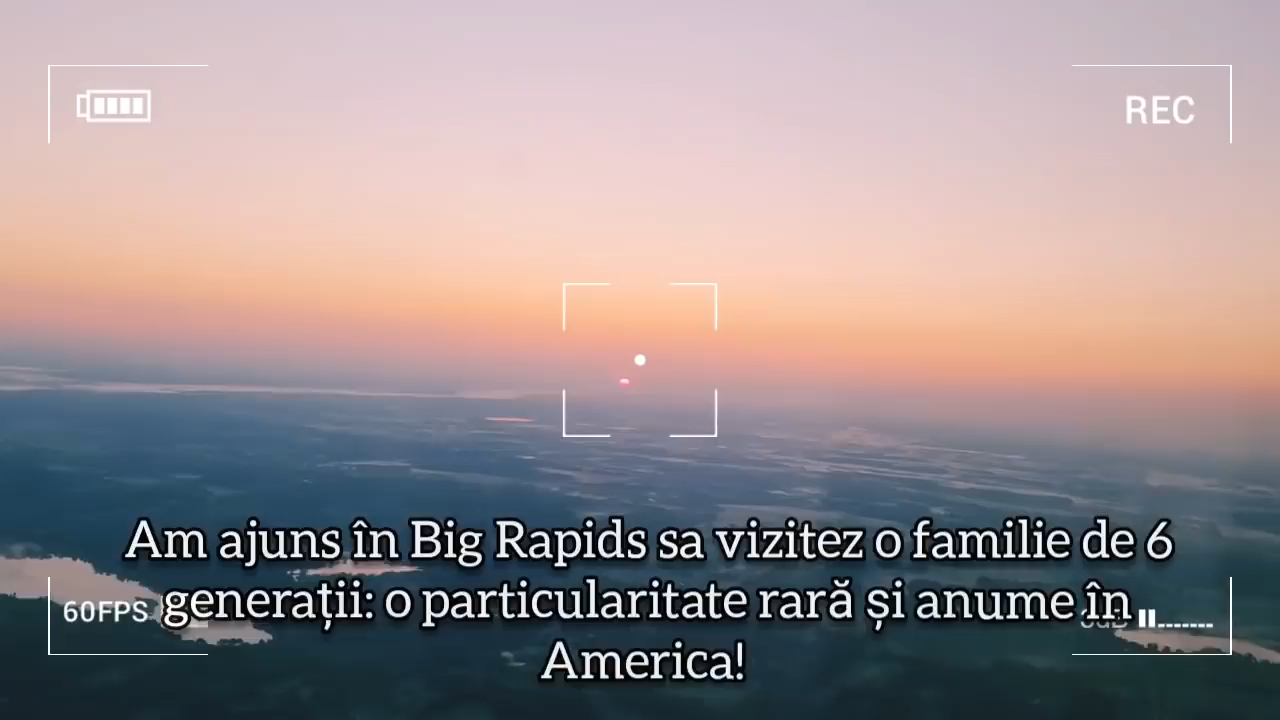 REC
Am ajuns în Big Rapids sa vizitez o familie de 6
generații: o particularitate rară și anume în
America!
60FPS